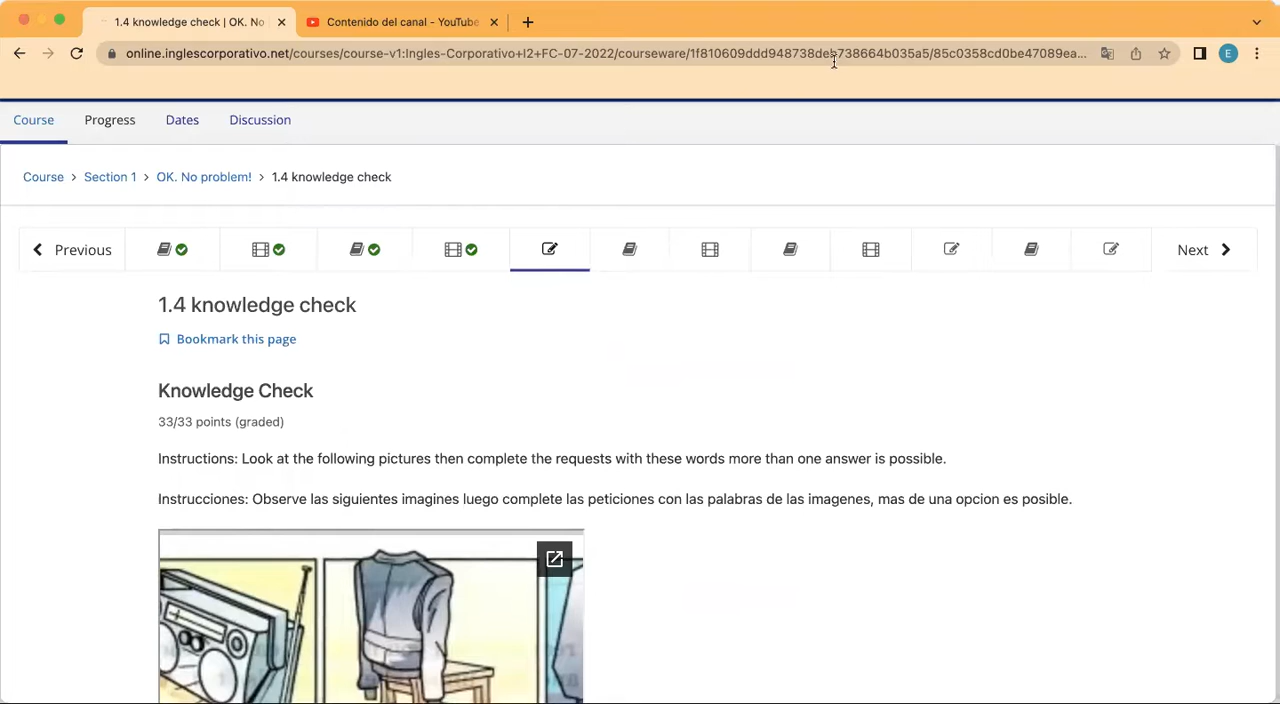 1.4 knowledge check | OK. No
Contenido del canal - YouTube
online.inglescorporativo.net/courses/course-v1:Ingles-Corporativo+I2+FC-07-2022/courseware/1f810609ddd948738deb738664b035a5/85c0358cd0be47089ea...
E
Course Progress Dates Discussion
Course > Section 1 > OK. No problem! > 1.4 knowledge check
Previous Next
1.4 knowledge check
Bookmark this page
Knowledge Check
33/33 points (graded)
Instructions: Look at the following pictures then complete the requests with these words more than one answer is possible.
Instrucciones: Observe las siguientes imagines luego complete las peticiones con las palabras de las imagenes, mas de una opcion es posible.